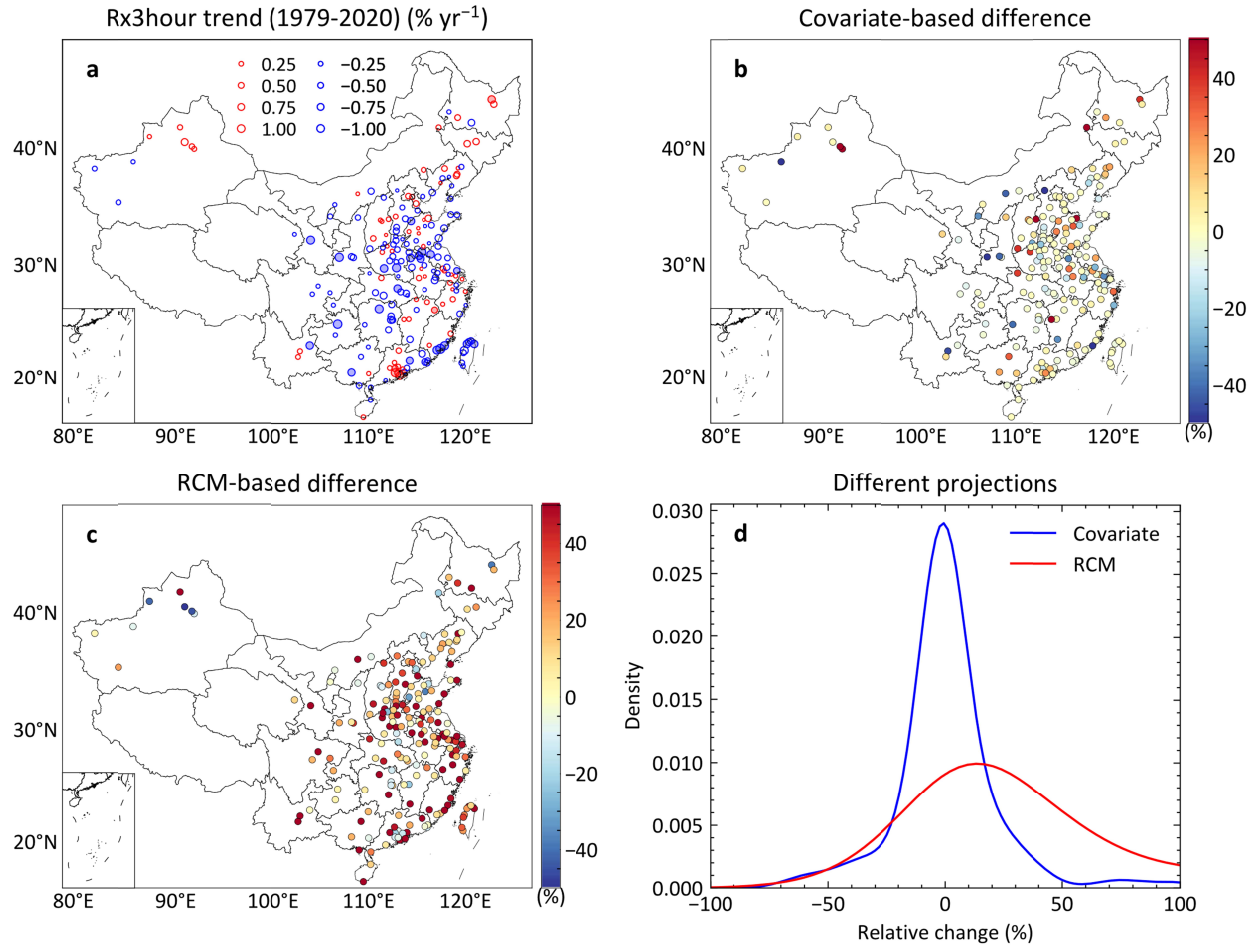 Rx3hour trend (1979-2020) (% yr⁻¹)
a
0.25 −0.25
0.50 −0.50
0.75 −0.75
1.00 −1.00
40°N
30°N
20°N
80°E 90°E 100°E 110°E 120°E
Covariate-based difference
b
40°N
30°N
20°N
80°E 90°E 100°E 110°E 120°E
40
20
0
−20
−40
(%)
RCM-based difference
c
40°N
30°N
20°N
80°E 90°E 100°E 110°E 120°E
40
20
0
−20
−40
(%)
Different projections
d
Covariate
RCM
0.030
0.025
0.020
0.015
0.010
0.005
0.000
Density
−100 −50 0 50 100
Relative change (%)